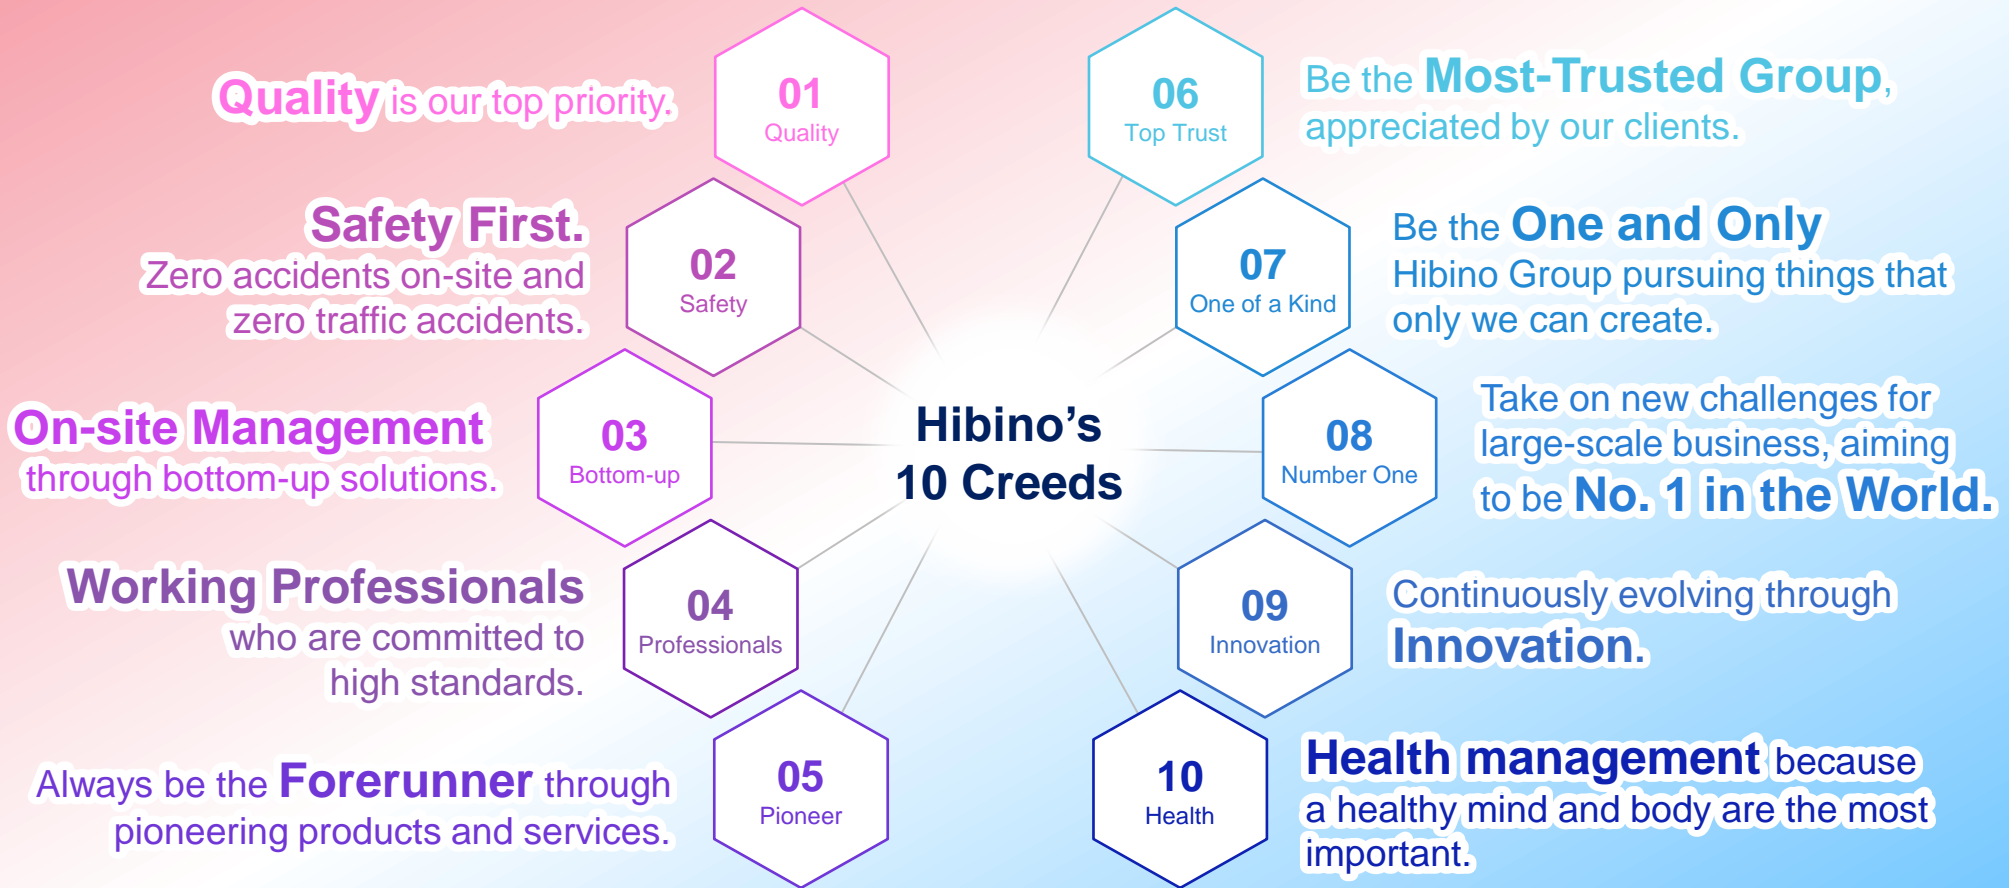 Hibino’s
10 Creeds
01
Quality
Quality is our top priority.
02
Safety
Safety First.
Zero accidents on-site and
zero traffic accidents.
03
Bottom-up
On-site Management
through bottom-up solutions.
04
Professionals
Working Professionals
who are committed to
high standards.
05
Pioneer
Always be the Forerunner through
pioneering products and services.
06
Top Trust
Be the Most-Trusted Group,
appreciated by our clients.
07
One of a Kind
Be the One and Only
Hibino Group pursuing things that
only we can create.
08
Number One
Take on new challenges for
large-scale business, aiming
to be No. 1 in the World.
09
Innovation
Continuously evolving through
Innovation.
10
Health
Health management because
a healthy mind and body are the most
important.